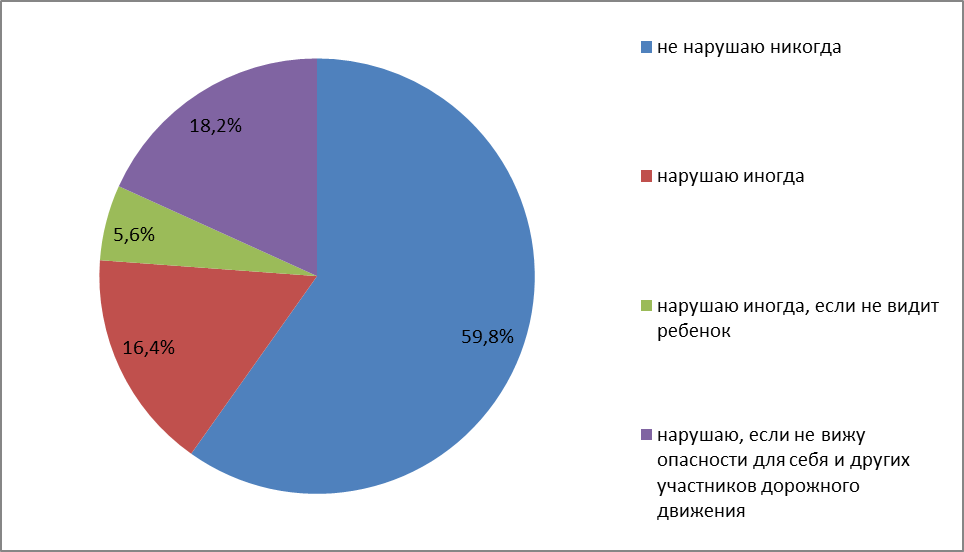 18,2%
5,6%
16,4%
59,8%
не нарушаю никогда
нарушаю иногда
нарушаю иногда, если не видит
ребенок
нарушаю, если не вижу
опасности для себя и других
участников дорожного
движения